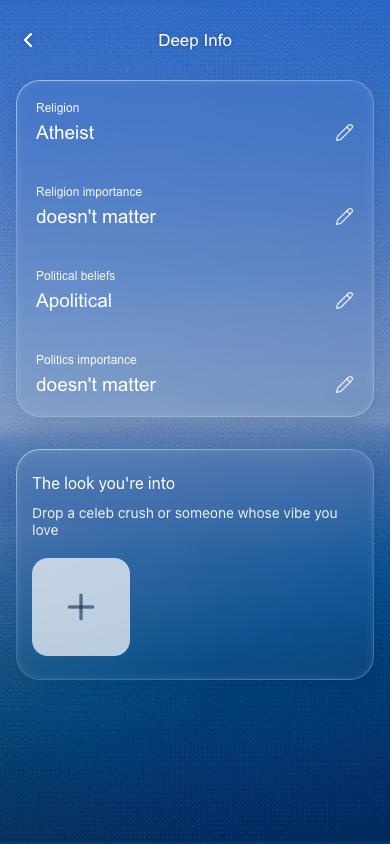 Deep Info
Religion
Atheist
Religion importance
doesn't matter
Political beliefs
Apolitical
Politics importance
doesn't matter
The look you're into
Drop a celeb crush or someone whose vibe you
love